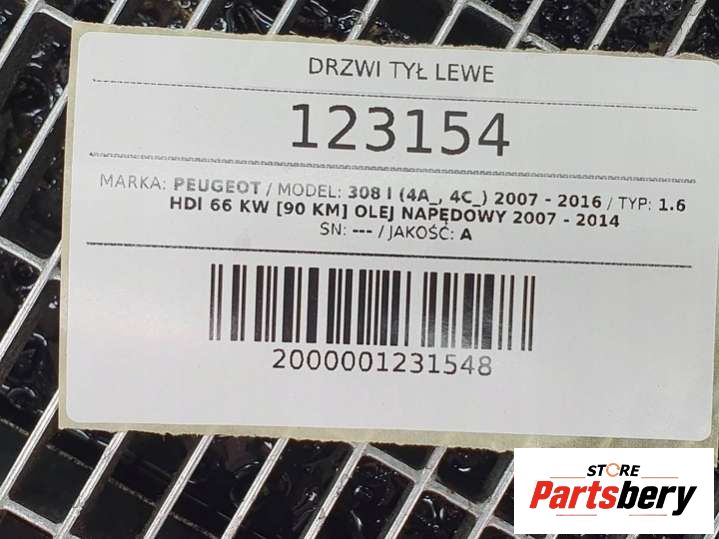 DRZWI TYŁ LEWE
123154
MARKA: PEUGEOT / MODEL: 308 I (4A_, 4C_) 2007 - 2016 / TYP: 1.6
HDI 66 KW [90 KM] OLEJ NAPĘDOWY 2007 - 2014
SN: --- / JAKOŚĆ: A
2000001231548
STORE
Partsbery